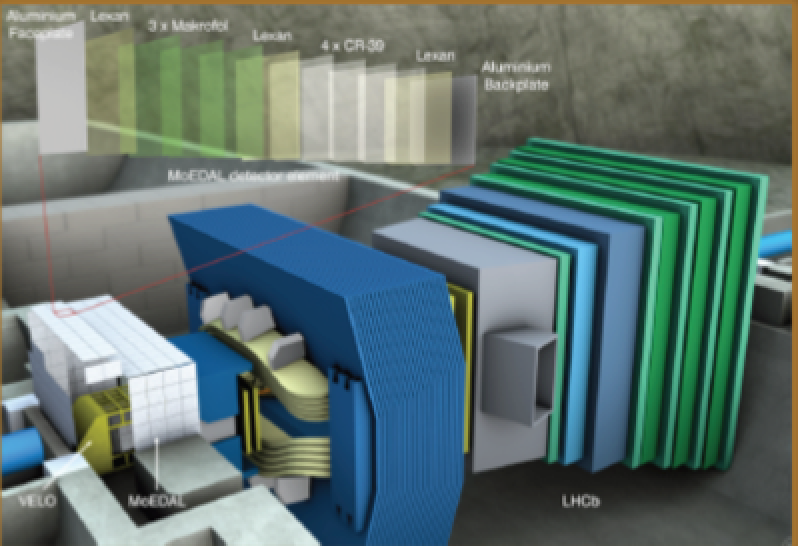 Aluminium
Faceplate
Lexan
3 x Makrofol
Lexan
4 x CR-39
Lexan
Aluminium
Backplate
MoEDAL detector element
VELO
MoEDAL
LHCb